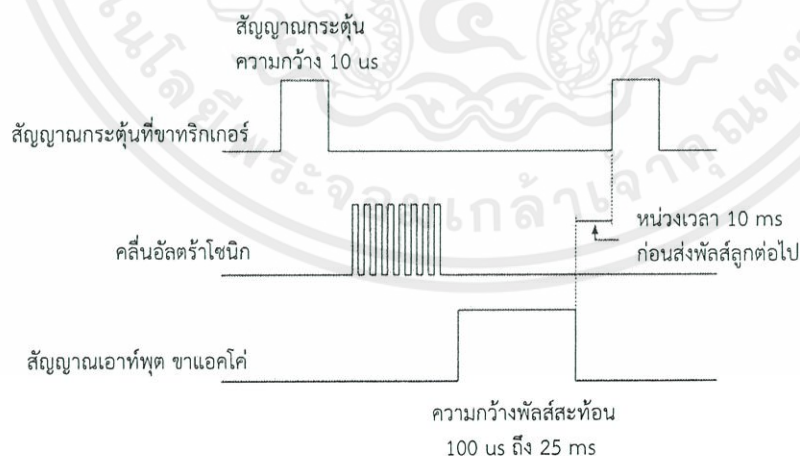 สัญญาณกระตุ้น
ความกว้าง 10 us
สัญญาณกระตุ้นที่ขาทริกเกอร์
คลื่นอัลตร้าโซนิก
หน่วงเวลา 10 ms
ก่อนส่งพัลส์ลูกต่อไป
สัญญาณเอาท์พุต ขาแอคโค่
ความกว้างพัลส์สะท้อน
100 us ถึง 25 ms